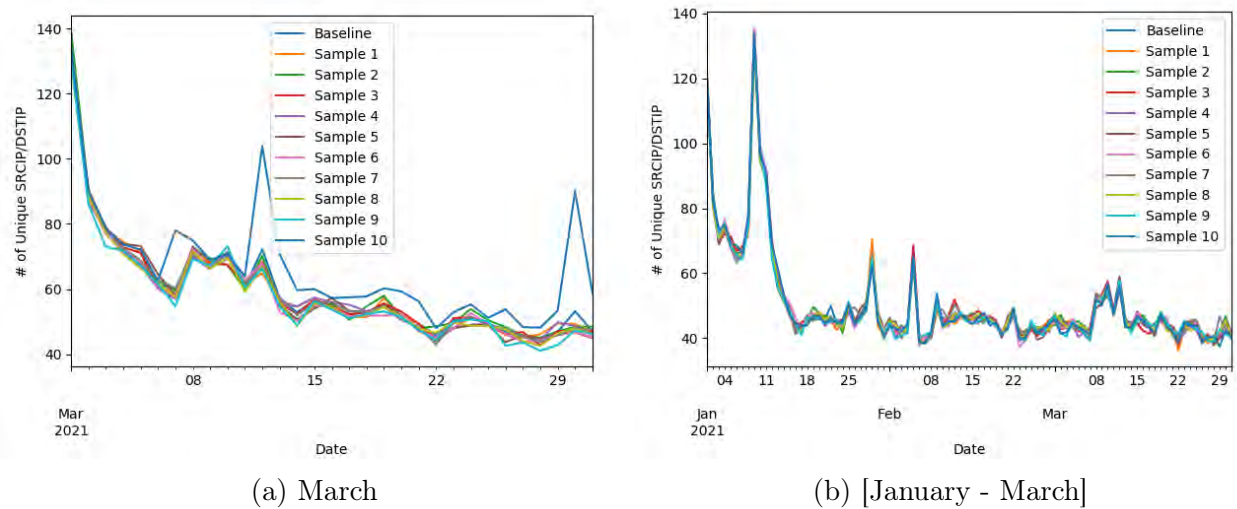 140
120
100
80
60
40
# of Unique SRCIP/DSTIP
Baseline
Sample 1
Sample 2
Sample 3
Sample 4
Sample 5
Sample 6
Sample 7
Sample 8
Sample 9
Sample 10
08
15
22
29
Mar
2021
Date
(a) March
140
120
100
80
60
40
# of Unique SRCIP/DSTIP
Baseline
Sample 1
Sample 2
Sample 3
Sample 4
Sample 5
Sample 6
Sample 7
Sample 8
Sample 9
Sample 10
04 11 18 25 08 15 22 08 15 22 29
Jan Feb Mar
2021
Date
(b) [January - March]